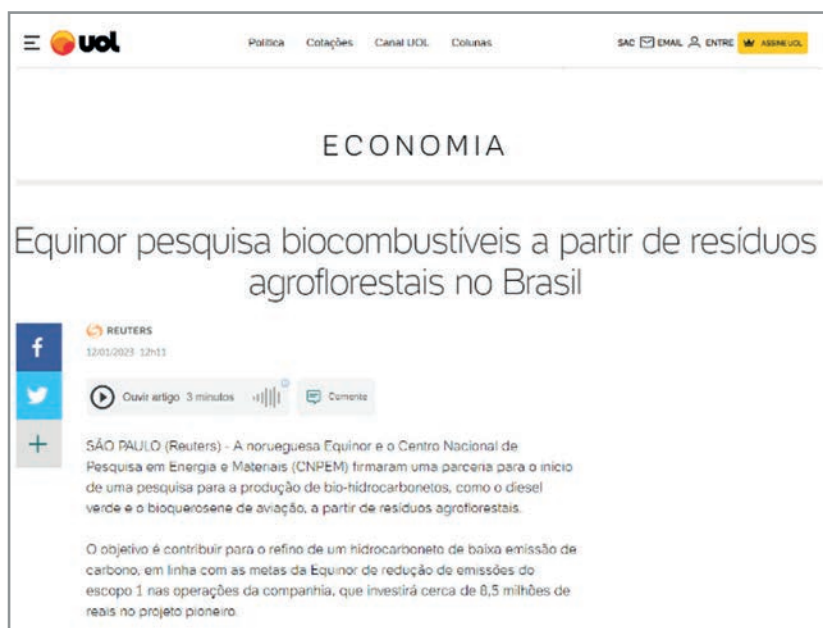 uol
Política Cotações Canal UOL Colunas
SAC EMAIL ENTRE ASSINE UOL
ECONOMIA
Equinor pesquisa biocombustíveis a partir de resíduos
agroflorestais no Brasil
REUTERS
12/01/2023 12h11
Ouvir artigo 3 minutos
Comente
SÃO PAULO (Reuters) - A norueguesa Equinor e o Centro Nacional de
Pesquisa em Energia e Materiais (CNPEM) firmaram uma parceria para o início
de uma pesquisa para a produção de bio-hidrocarbonetos, como o diesel
verde e o bioquerosene de aviação, a partir de resíduos agroflorestais.
O objetivo é contribuir para o refino de um hidrocarboneto de baixa emissão de
carbono, em linha com as metas da Equinor de redução de emissões do
escopo 1 nas operações da companhia, que investirá cerca de 8,5 milhões de
reais no projeto pioneiro.